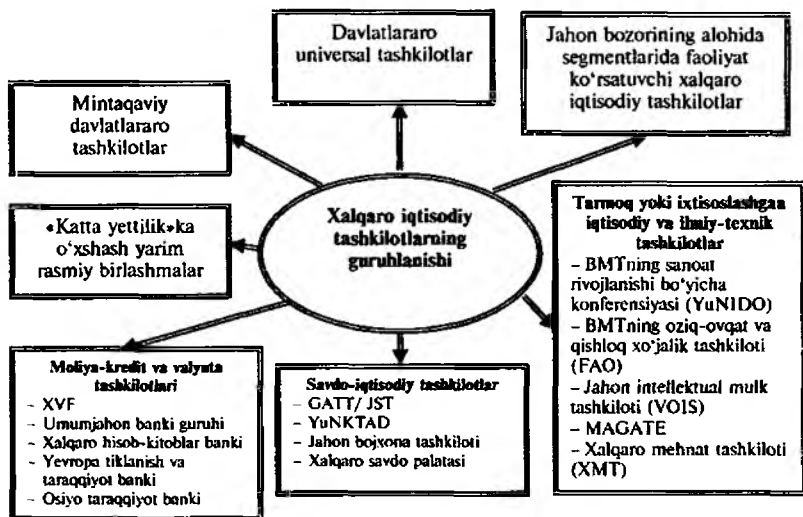 Davlatlararo
universal tashkilotlar
Jahon bozorining alohida
segmentlarida faoliyat
ko‘rsatuvchi xalqaro
iqtisodiy tashkilotlar
Mintaqaviy
davlatlararo
tashkilotlar
Xalqaro iqtisodiy
tashkilotlarning
guruhlanishi
«Katta yettilik»ka
o‘xshash yarim
rasmiy birlashmalar
Tarmoq yoki ixtisoslashgan
iqtisodiy va ilmiy-texnik
tashkilotlar
– BMTning sanoat
rivojlanishi bo‘yicha
konferensiyasi (YuNIDO)
– BMTning oziq-ovqat va
qishloq xo‘jalik tashkiloti
(FAO)
– Jahon intellektual mulk
tashkiloti (VOIS)
– MAGATE
– Xalqaro mehnat tashkiloti
(XMT)
Moliya-kredit va valyuta
tashkilotlari
– XVF
– Umumjahon banki guruhi
– Xalqaro hisob-kitoblar banki
– Yevropa tiklanish va
taraqqiyot banki
– Osiyo taraqqiyot banki
Savdo-iqtisodiy tashkilotlar
– GATT/ JST
– YuNKTAD
– Jahon bojxona tashkiloti
– Xalqaro savdo palatasi